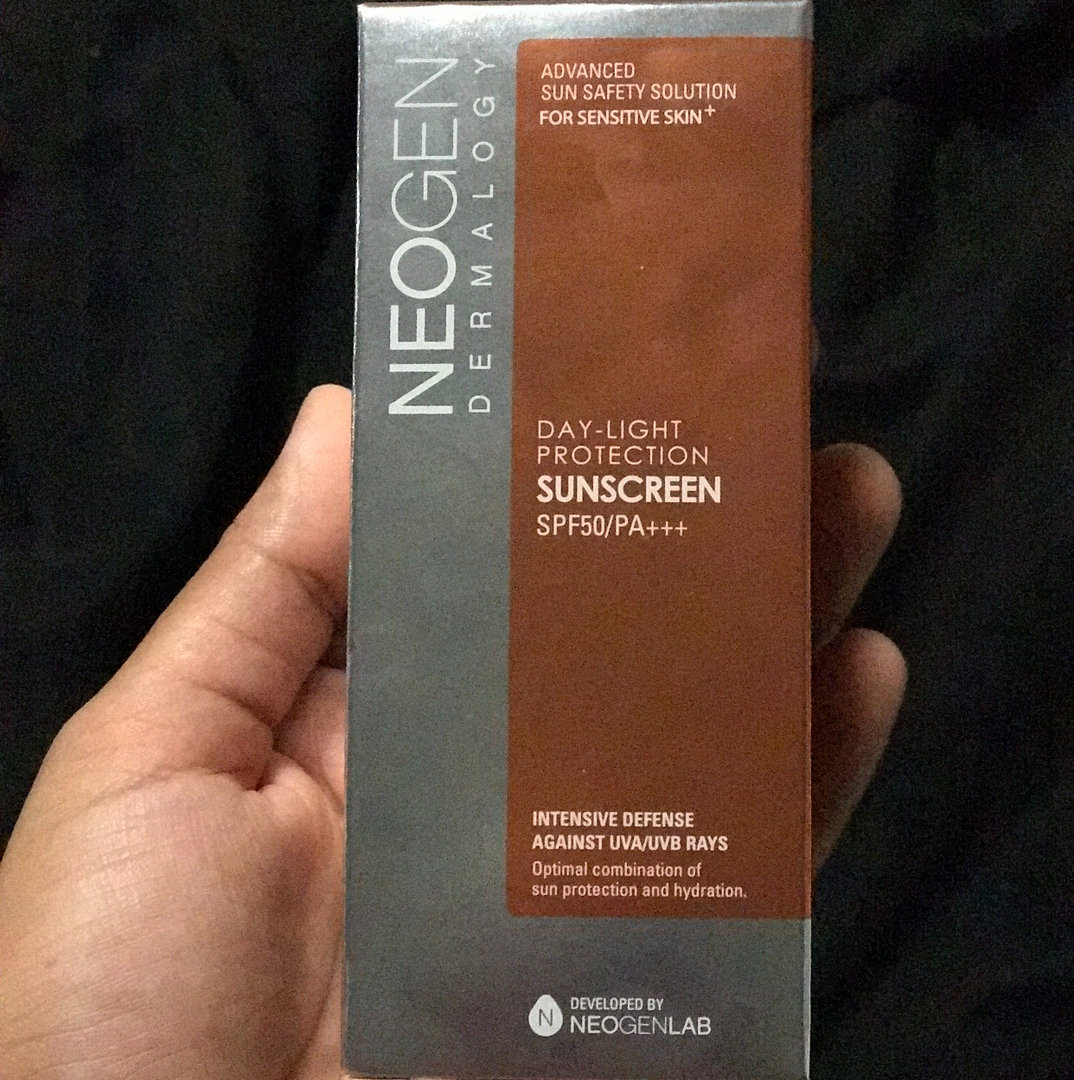 NEOGEN
DERMALOGY
ADVANCED
SUN SAFETY SOLUTION
FOR SENSITIVE SKIN+
DAY-LIGHT
PROTECTION
SUNSCREEN
SPF50/PA+++
INTENSIVE DEFENSE
AGAINST UVA/UVB RAYS
Optimal combination of
sun protection and hydration.
N
DEVELOPED BY
NEOGENLAB